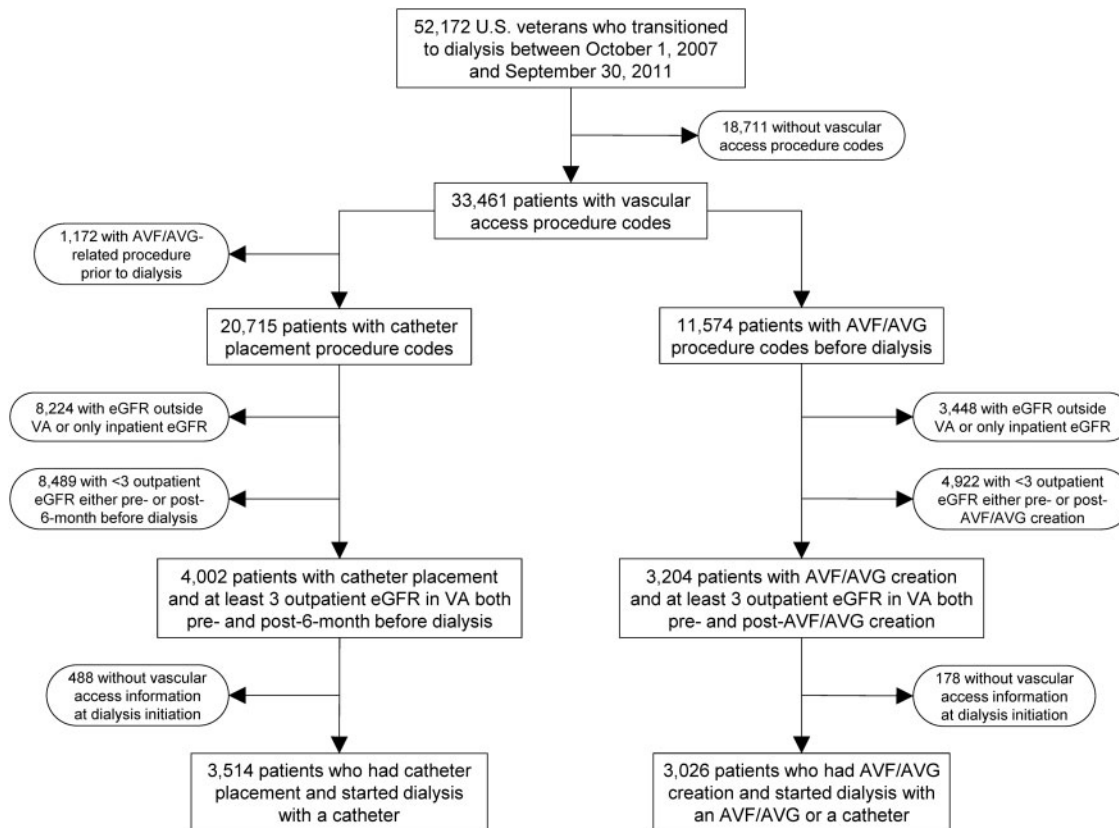 52,172 U.S. veterans who transitioned
to dialysis between October 1, 2007
and September 30, 2011
18,711 without vascular
access procedure codes
33,461 patients with vascular
access procedure codes
1,172 with AVF/AVG-
related procedure
prior to dialysis
20,715 patients with catheter
placement procedure codes
11,574 patients with AVF/AVG
procedure codes before dialysis
8,224 with eGFR outside
VA or only inpatient eGFR
3,448 with eGFR outside
VA or only inpatient eGFR
8,489 with <3 outpatient
eGFR either pre- or post-
6-month before dialysis
4,922 with <3 outpatient
eGFR either pre- or post-
AVF/AVG creation
4,002 patients with catheter placement
and at least 3 outpatient eGFR in VA both
pre- and post-6-month before dialysis
3,204 patients with AVF/AVG creation
and at least 3 outpatient eGFR in VA both
pre- and post-AVF/AVG creation
488 without vascular
access information
at dialysis initiation
178 without vascular
access information
at dialysis initiation
3,514 patients who had catheter
placement and started dialysis
with a catheter
3,026 patients who had AVF/AVG
creation and started dialysis with
an AVF/AVG or a catheter